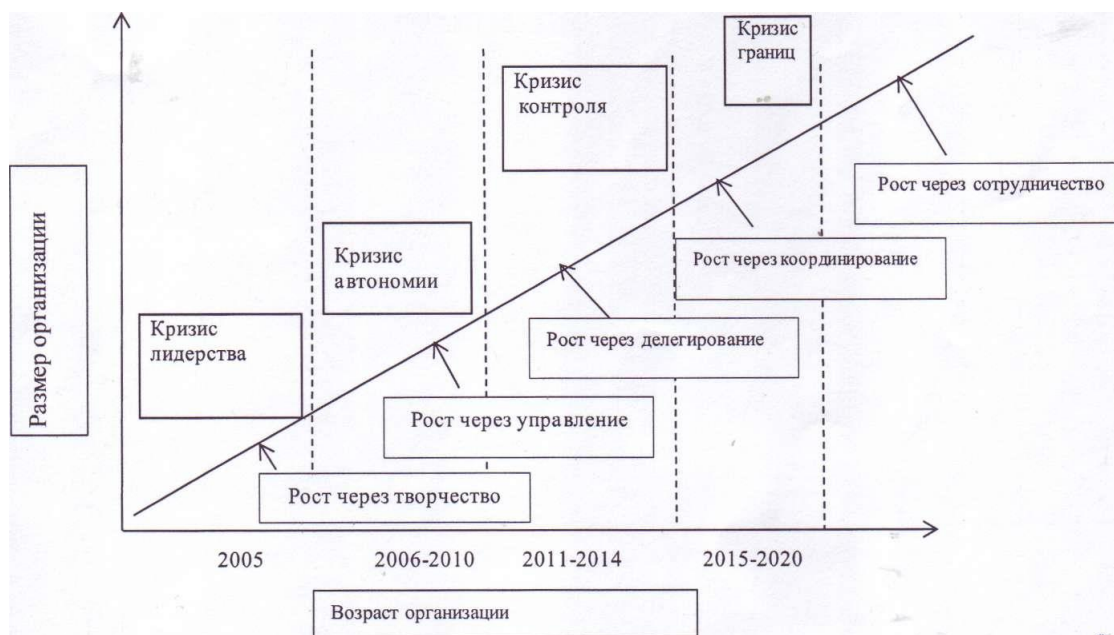 Кризис
границ
Кризис
контроля
Рост через сотрудничество
Размер организации
Кризис
автономии
Рост через координирование
Кризис
лидерства
Рост через делегирование
Рост через управление
Рост через творчество
2005
2006-2010
2011-2014
2015-2020
Возраст организации